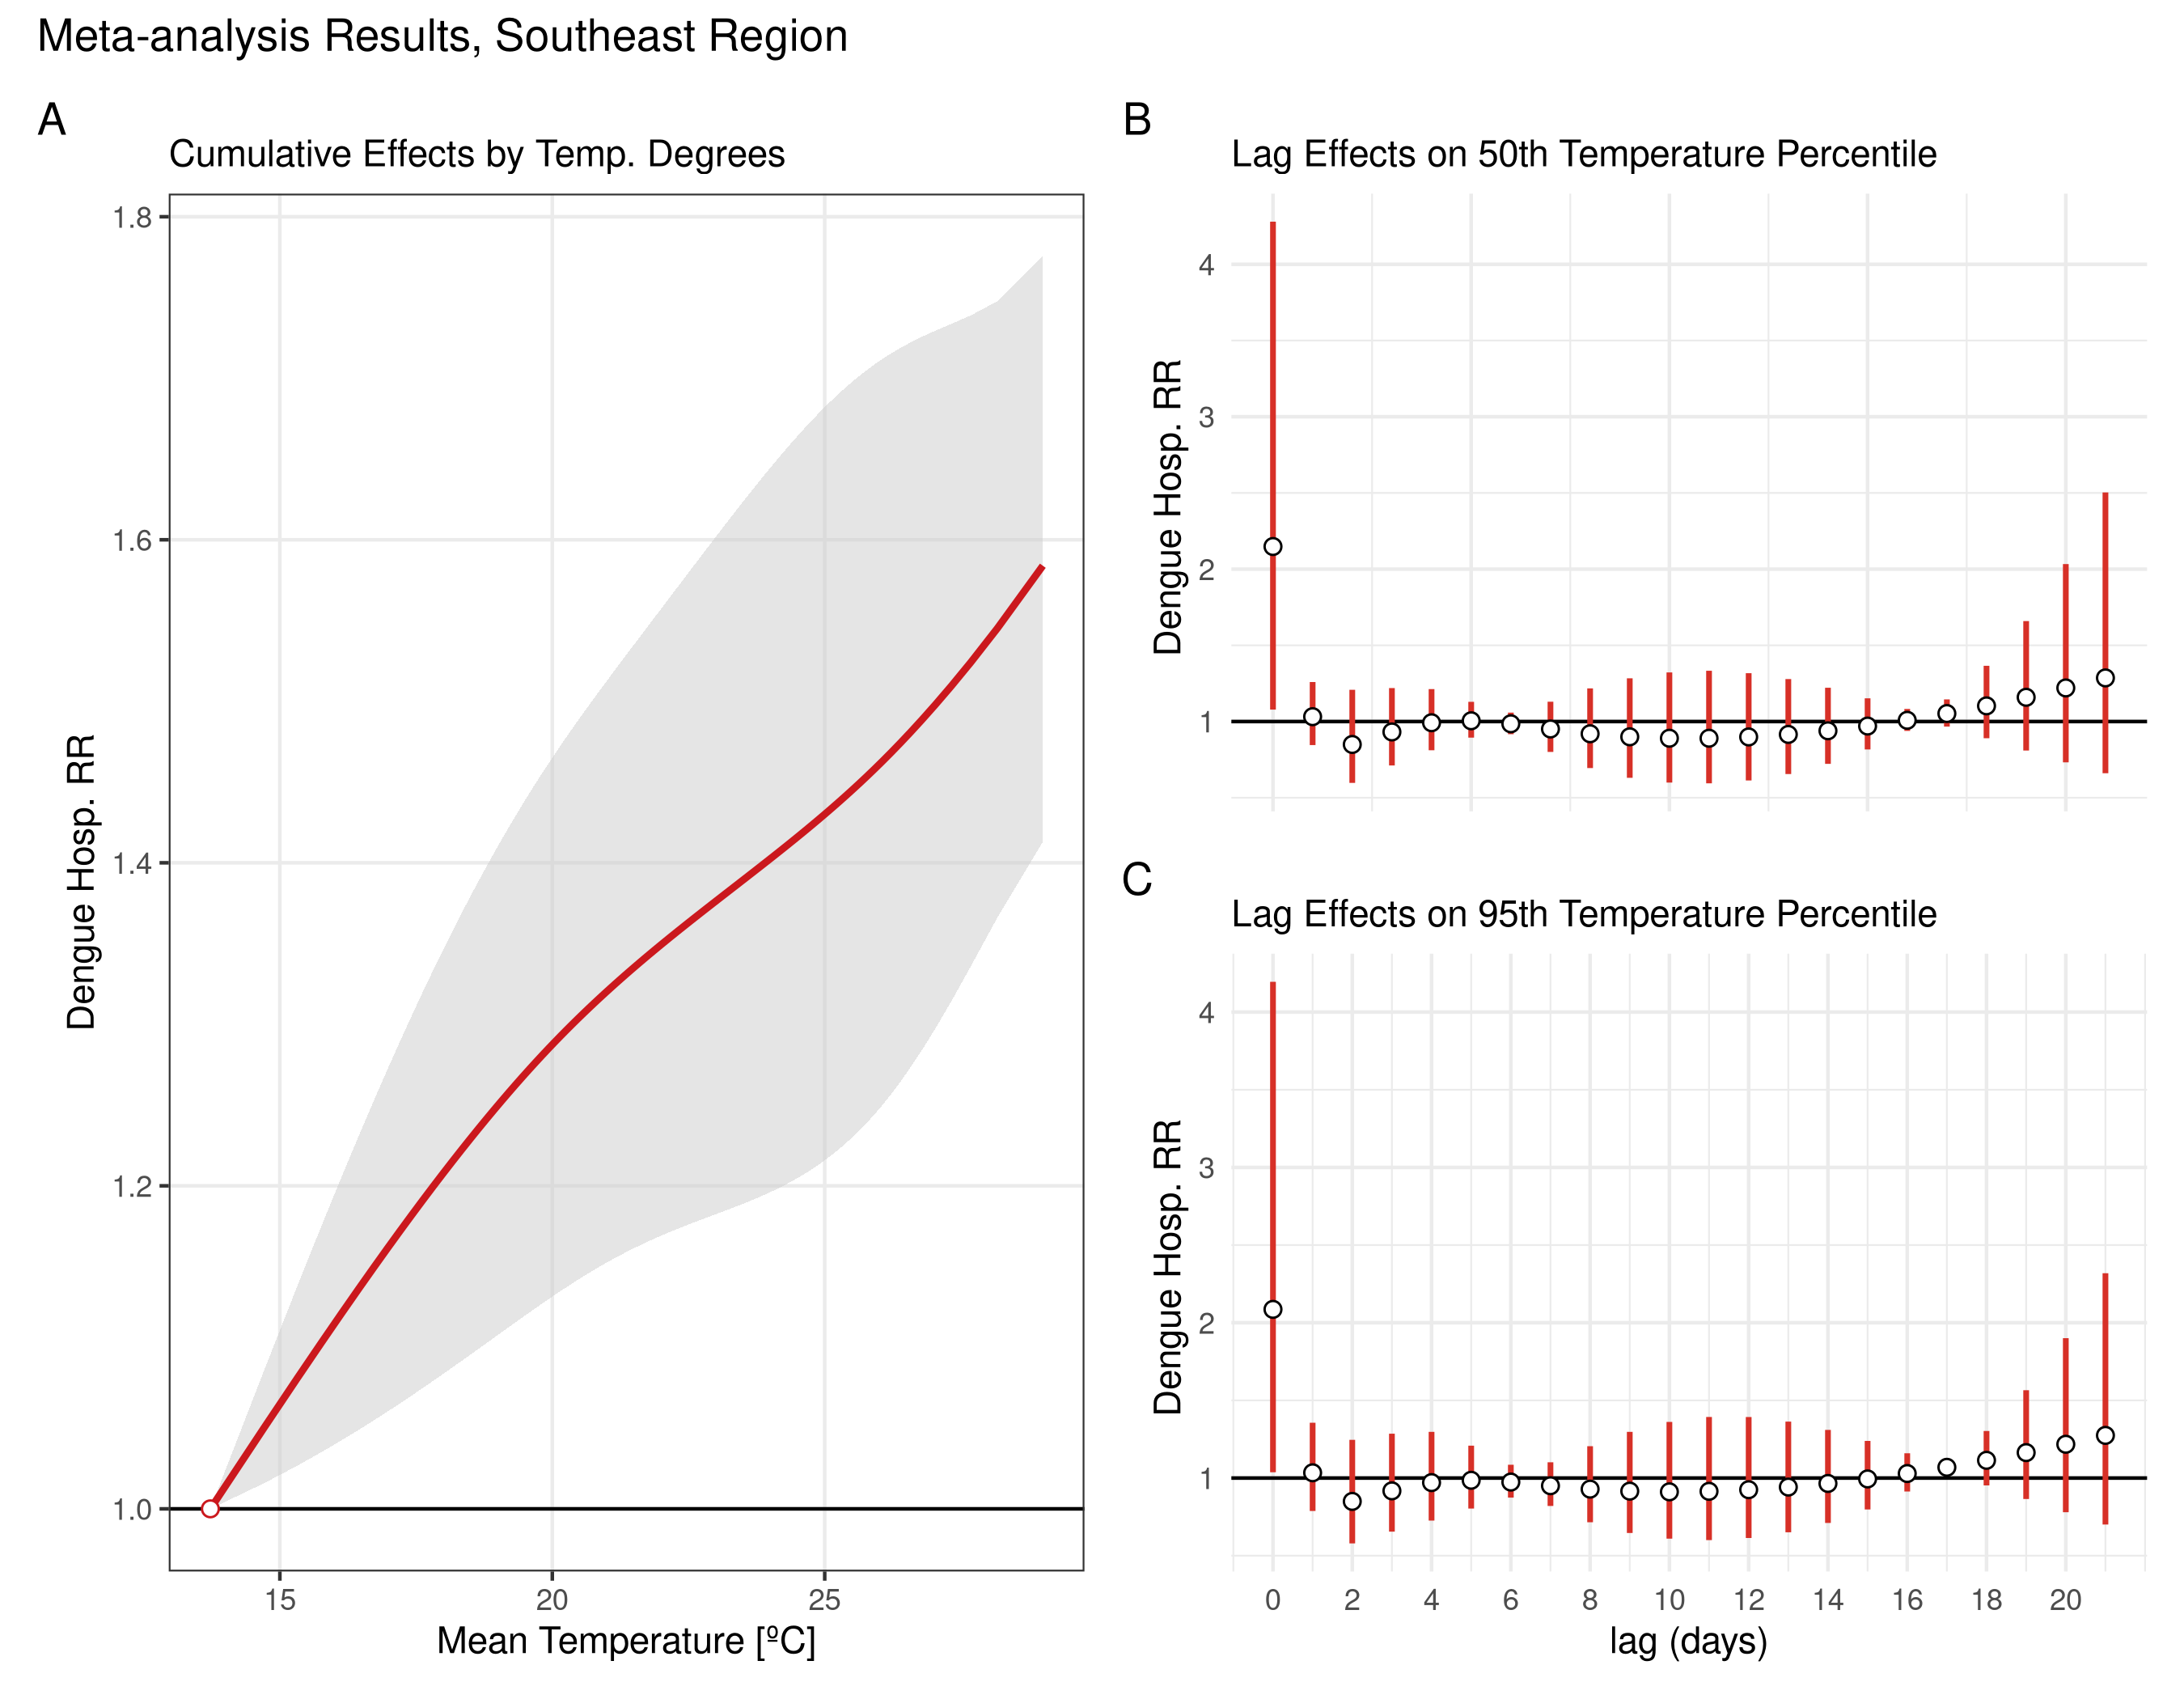 Meta-analysis Results, Southeast Region
A
Cumulative Effects by Temp. Degrees
Dengue Hosp. RR
1.8
1.6
1.4
1.2
1.0
15 20 25
Mean Temperature [ºC]
B
Lag Effects on 50th Temperature Percentile
Dengue Hosp. RR
4
3
2
1
C
Lag Effects on 95th Temperature Percentile
Dengue Hosp. RR
4
3
2
1
0 2 4 6 8 10 12 14 16 18 20
lag (days)